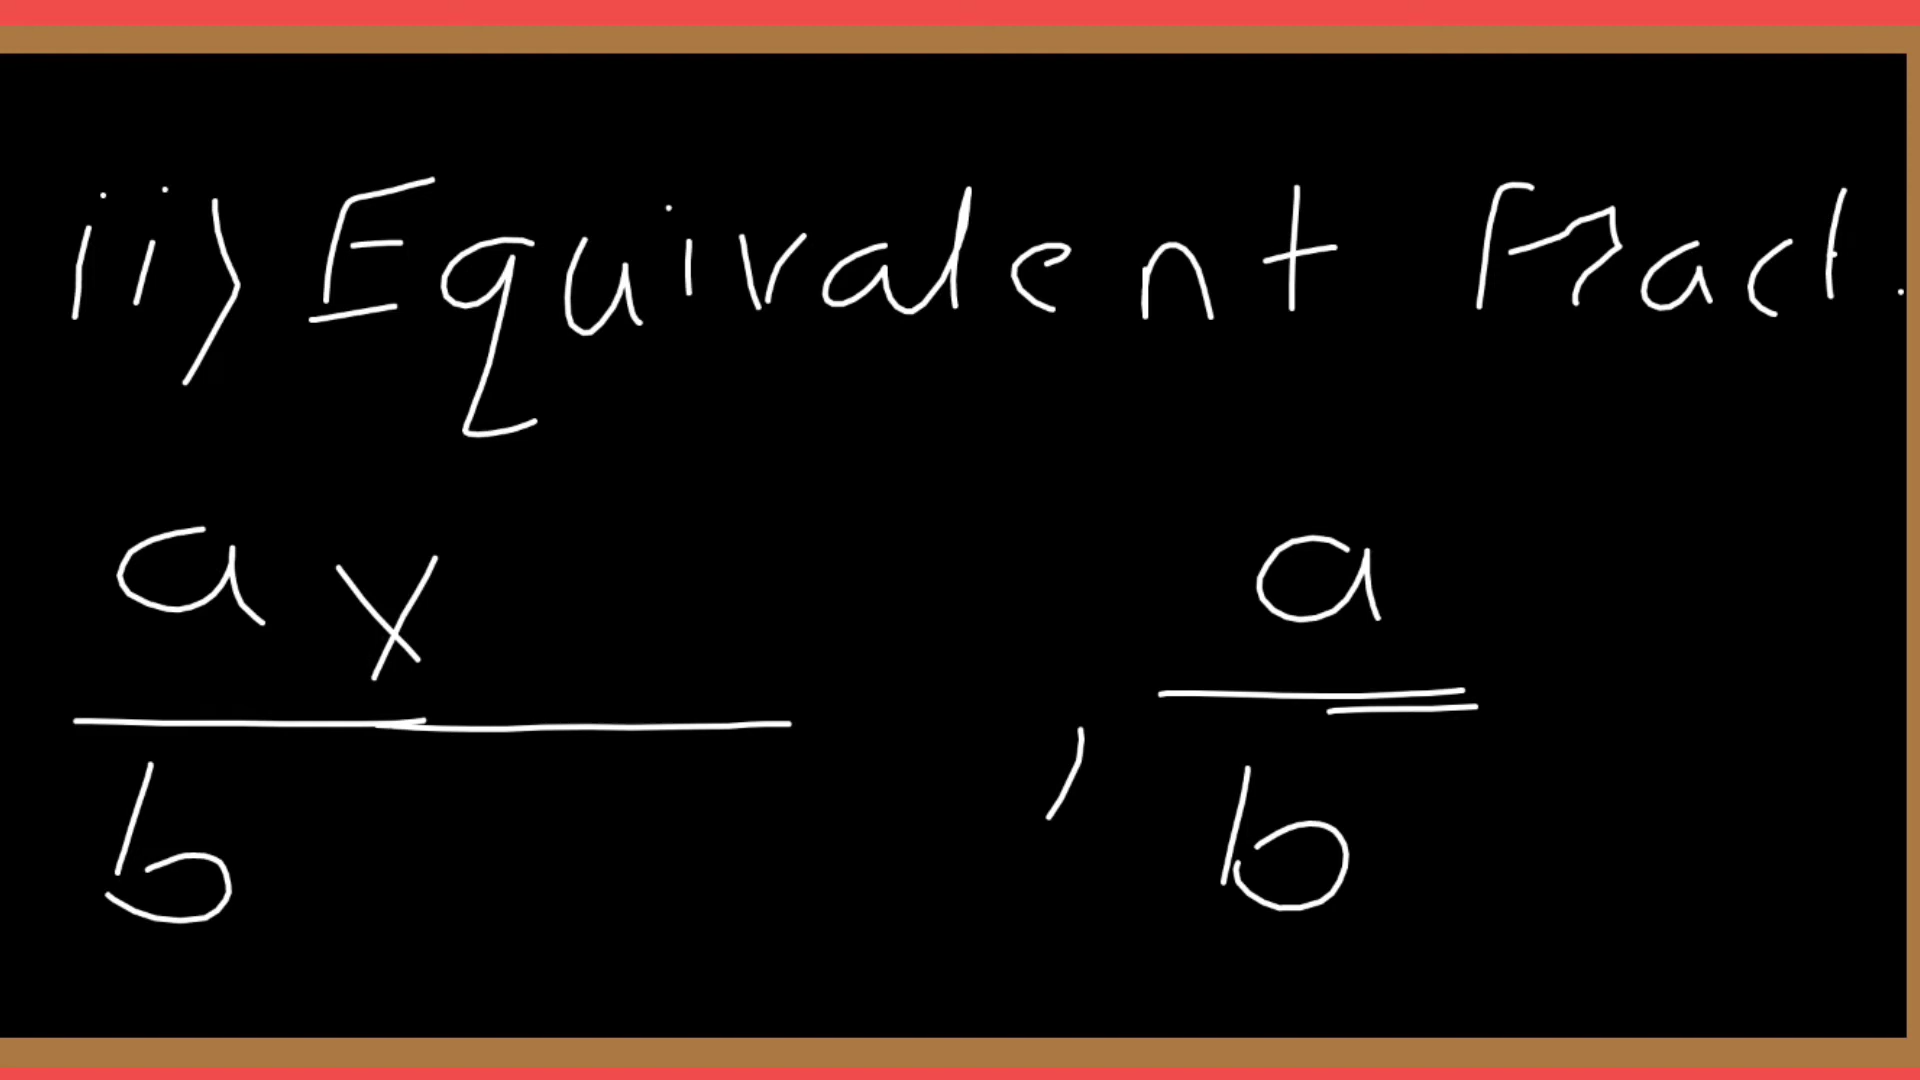 ii) Equivalent Fract.
a x , a
b b